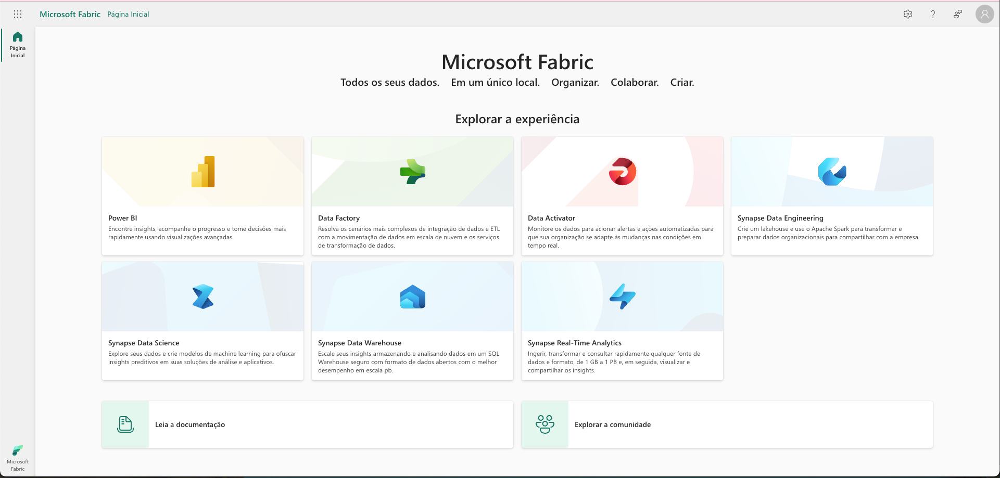 Microsoft Fabric Página Inicial
Página
Inicial
Microsoft Fabric
Todos os seus dados. Em um único local. Organizar. Colaborar. Criar.
Explorar a experiência
Power BI
Encontre insights, acompanhe o progresso e tome decisões mais
rapidamente usando visualizações avançadas.
Data Factory
Resolva os cenários mais complexos de integração de dados e ETL
com a movimentação de dados em escala de nuvem e os serviços
de transformação de dados.
Data Activator
Monitore os dados para acionar alertas e ações automatizadas para
que sua organização se adapte às mudanças nas condições em
tempo real.
Synapse Data Engineering
Crie um lakehouse e use o Apache Spark para transformar e
preparar dados organizacionais para compartilhar com a empresa.
Synapse Data Science
Explore seus dados e crie modelos de machine learning para ofuscar
insights preditivos em suas soluções de análise e aplicativos.
Synapse Data Warehouse
Escale seus insights armazenando e analisando dados em um SQL
Warehouse seguro com formato de dados abertos com o melhor
desempenho em escala pb.
Synapse Real-Time Analytics
Ingerir, transformar e consultar rapidamente qualquer fonte de
dados e formato, de 1 GB a 1 PB e, em seguida, visualizar e
compartilhar os insights.
Leia a documentação
Explorar a comunidade
Microsoft
Fabric